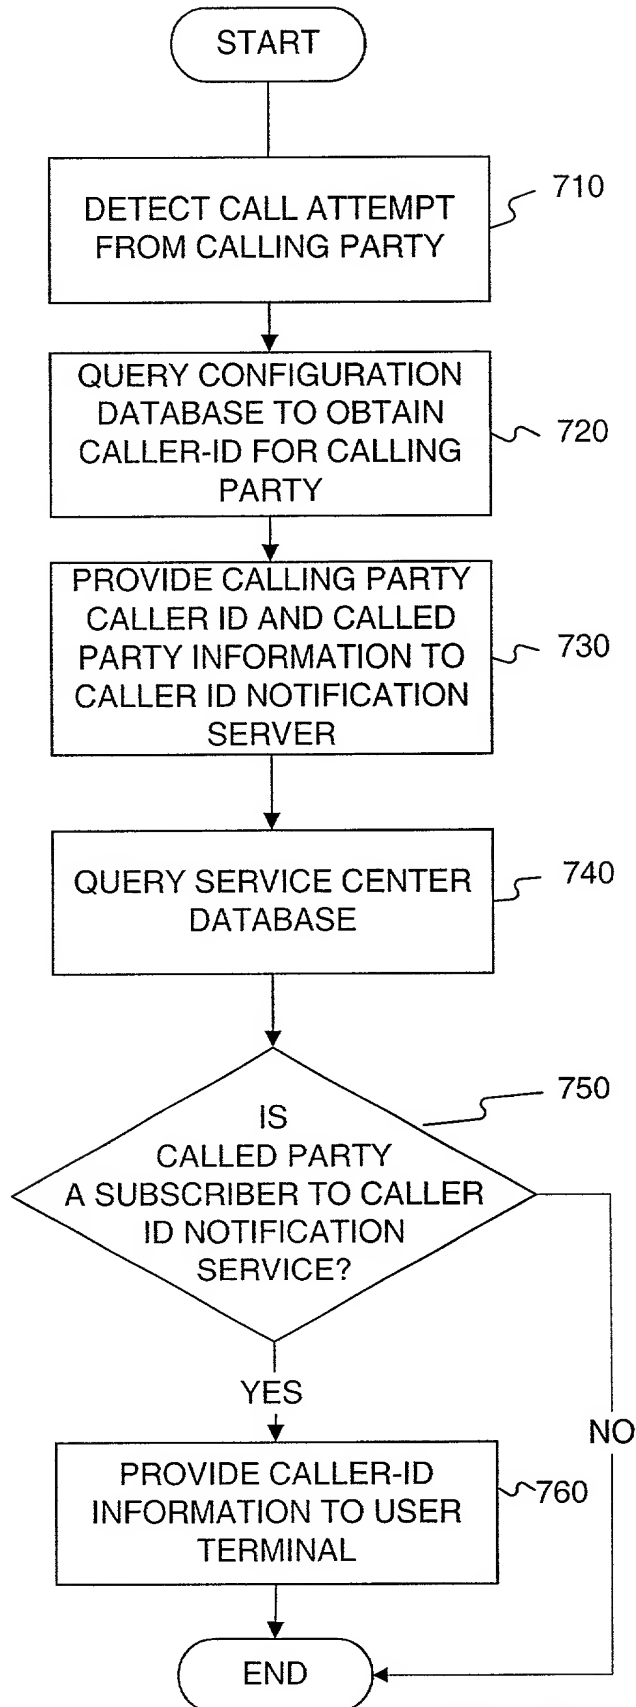 START
DETECT CALL ATTEMPT
FROM CALLING PARTY
710
QUERY CONFIGURATION
DATABASE TO OBTAIN
CALLER-ID FOR CALLING
PARTY
720
PROVIDE CALLING PARTY
CALLER ID AND CALLED
PARTY INFORMATION TO
CALLER ID NOTIFICATION
SERVER
730
QUERY SERVICE CENTER
DATABASE
740
IS
CALLED PARTY
A SUBSCRIBER TO CALLER
ID NOTIFICATION
SERVICE?
750
YES
NO
PROVIDE CALLER-ID
INFORMATION TO USER
TERMINAL
760
END